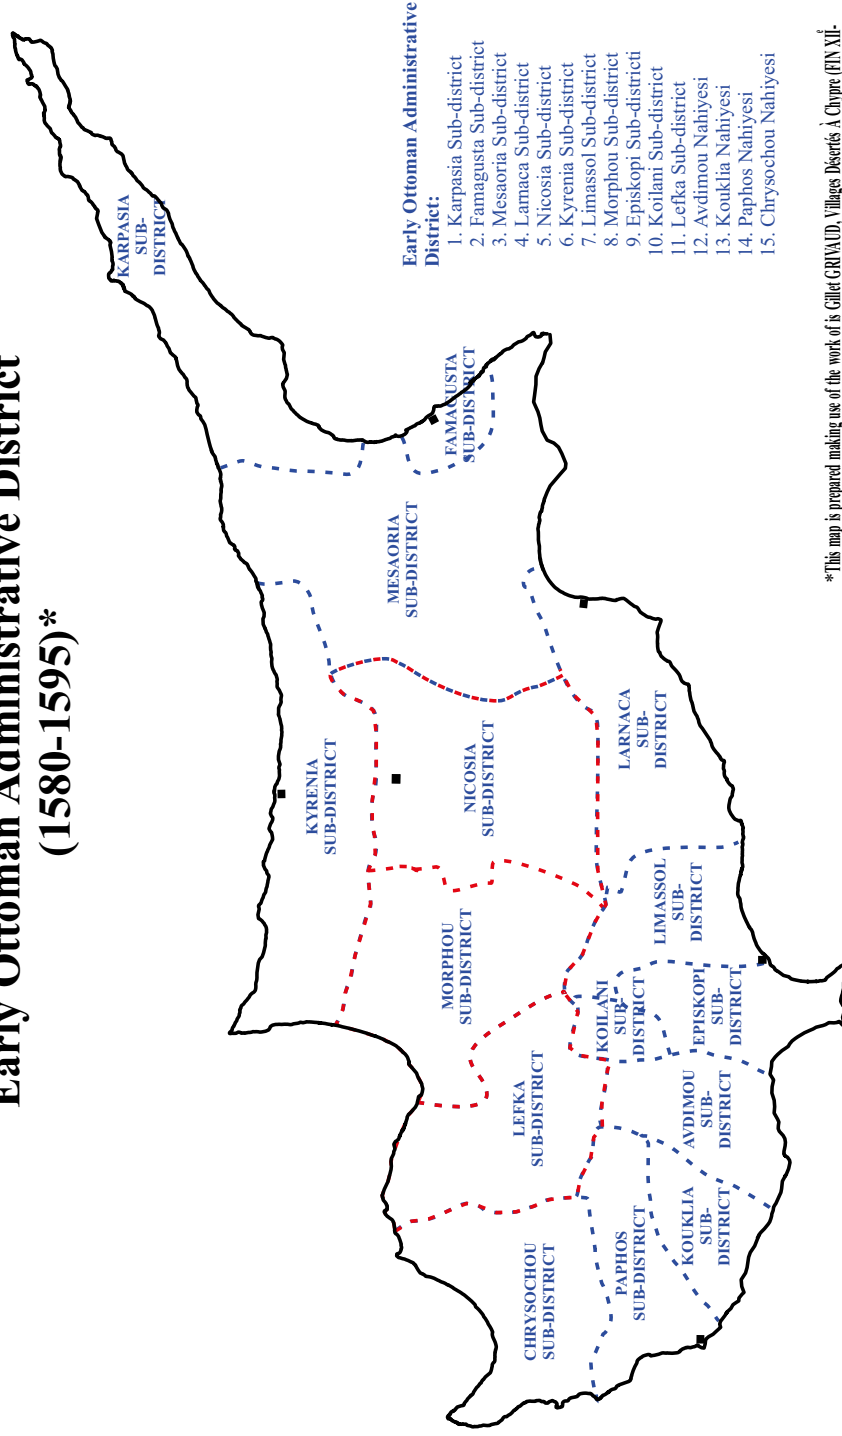 Early Ottoman Administrative District
(1580-1595)*
KARPASIA
SUB-
DISTRICT
FAMAGUSTA
SUB-DISTRICT
MESAORIA
SUB-DISTRICT
KYRENIA
SUB-DISTRICT
NICOSIA
SUB-DISTRICT
LARNACA
SUB-
DISTRICT
MORPHOU
SUB-DISTRICT
LIMASSOL
SUB-
DISTRICT
KOILANI
SUB-
DISTRICT
EPISKOPI
SUB-
DISTRICT
LEFKA
SUB-DISTRICT
AVDIMOU
SUB-
DISTRICT
CHRYSOCHOU
SUB-DISTRICT
PAPHOS
SUB-DISTRICT
KOUKLIA
SUB-
DISTRICT
Early Ottoman Administrative
District:
1. Karpasia Sub-district
2. Famagusta Sub-district
3. Mesaoria Sub-district
4. Larnaca Sub-district
5. Nicosia Sub-district
6. Kyrenia Sub-district
7. Limassol Sub-district
8. Morphou Sub-district
9. Episkopi Sub-districti
10. Koilani Sub-district
11. Lefka Sub-district
12. Avdimou Nahiyesi
13. Kouklia Nahiyesi
14. Paphos Nahiyesi
15. Chrysochou Nahiyesi
*This map is prepared making use of the work of is Gillet GRIVAUD, Villages Désertés À Chypre (FIN XIIe-